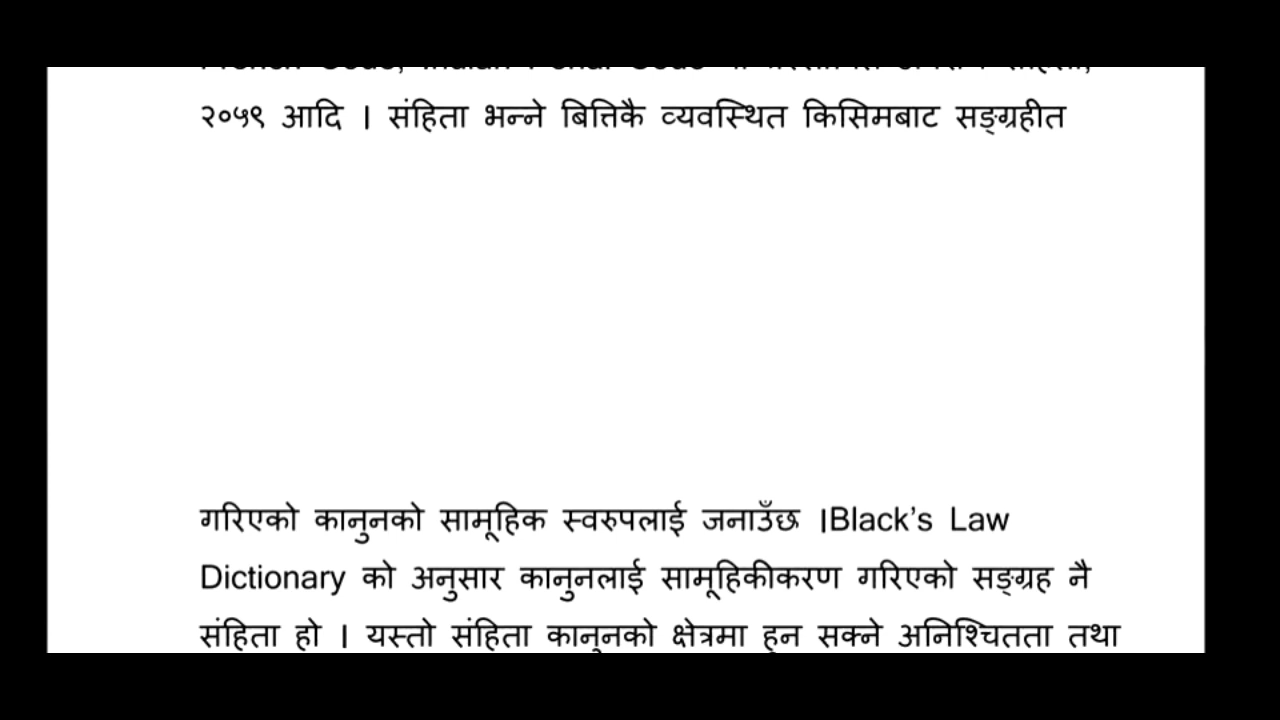 २०५९ आदि । संहिता भन्ने बित्तिकै व्यवस्थित किसिमबाट सङ्ग्रहीत
गरिएको कानुनको सामूहिक स्वरुपलाई जनाउँछ ।Black’s Law
Dictionary को अनुसार कानुनलाई सामूहिकीकरण गरिएको सङ्ग्रह नै
संहिता हो । यस्तो संहिता कानुनको क्षेत्रमा हुन सक्ने अनिश्चितता तथा